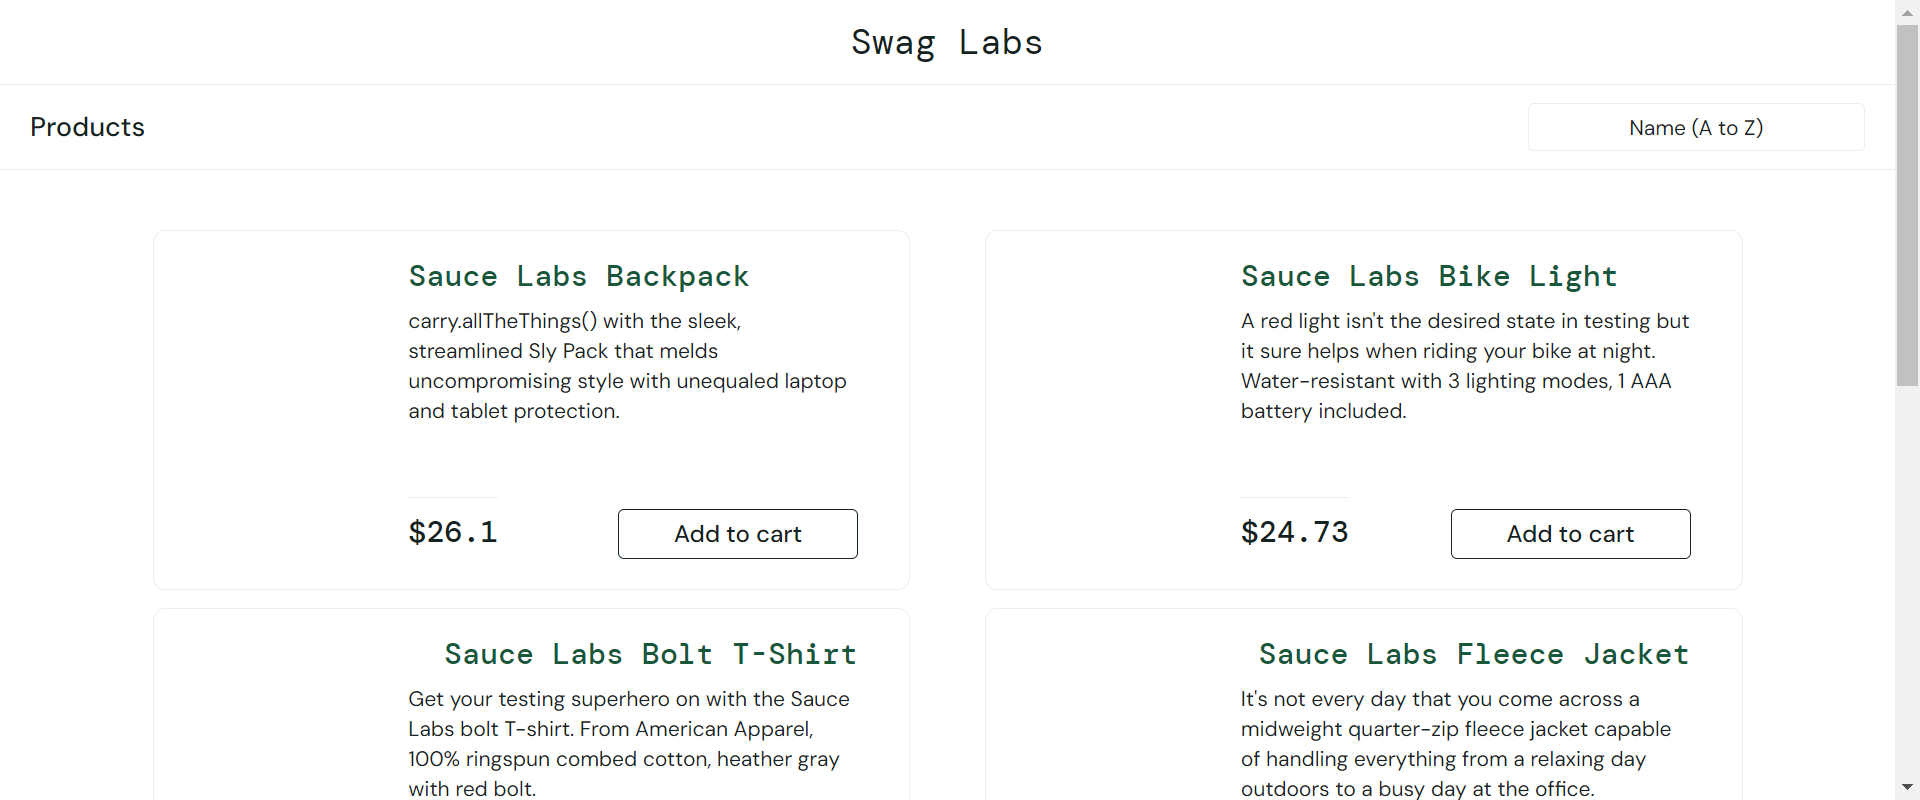 Swag Labs
Products
Name (A to Z)
Sauce Labs Backpack
carry.allTheThings() with the sleek,
streamlined Sly Pack that melds
uncompromising style with unequaled laptop
and tablet protection.
$26.1
Add to cart
Sauce Labs Bike Light
A red light isn't the desired state in testing but
it sure helps when riding your bike at night.
Water-resistant with 3 lighting modes, 1 AAA
battery included.
$24.73
Add to cart
Sauce Labs Bolt T-Shirt
Get your testing superhero on with the Sauce
Labs bolt T-shirt. From American Apparel,
100% ringspun combed cotton, heather gray
with red bolt.
Sauce Labs Fleece Jacket
It's not every day that you come across a
midweight quarter-zip fleece jacket capable
of handling everything from a relaxing day
outdoors to a busy day at the office.